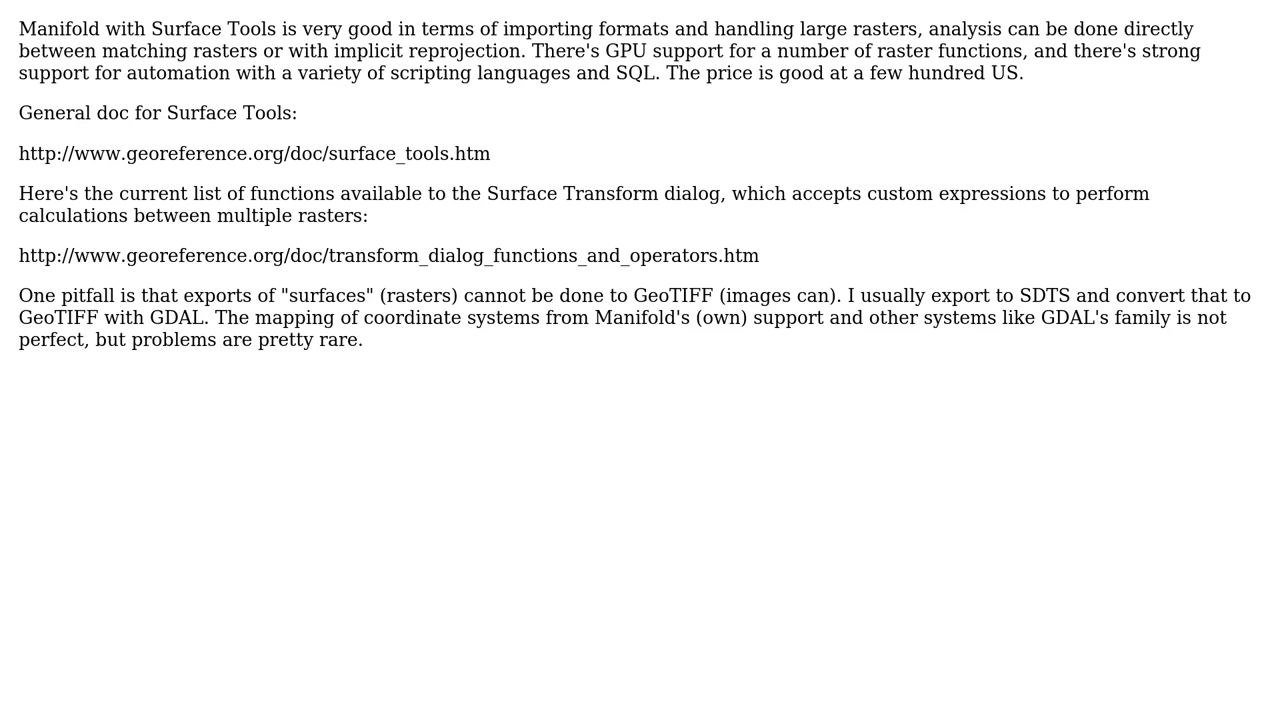 Manifold with Surface Tools is very good in terms of importing formats and handling large rasters, analysis can be done directly
between matching rasters or with implicit reprojection. There's GPU support for a number of raster functions, and there's strong
support for automation with a variety of scripting languages and SQL. The price is good at a few hundred US.
General doc for Surface Tools:
http://www.georeference.org/doc/surface_tools.htm
Here's the current list of functions available to the Surface Transform dialog, which accepts custom expressions to perform
calculations between multiple rasters:
http://www.georeference.org/doc/transform_dialog_functions_and_operators.htm
One pitfall is that exports of "surfaces" (rasters) cannot be done to GeoTIFF (images can). I usually export to SDTS and convert that to
GeoTIFF with GDAL. The mapping of coordinate systems from Manifold's (own) support and other systems like GDAL's family is not
perfect, but problems are pretty rare.